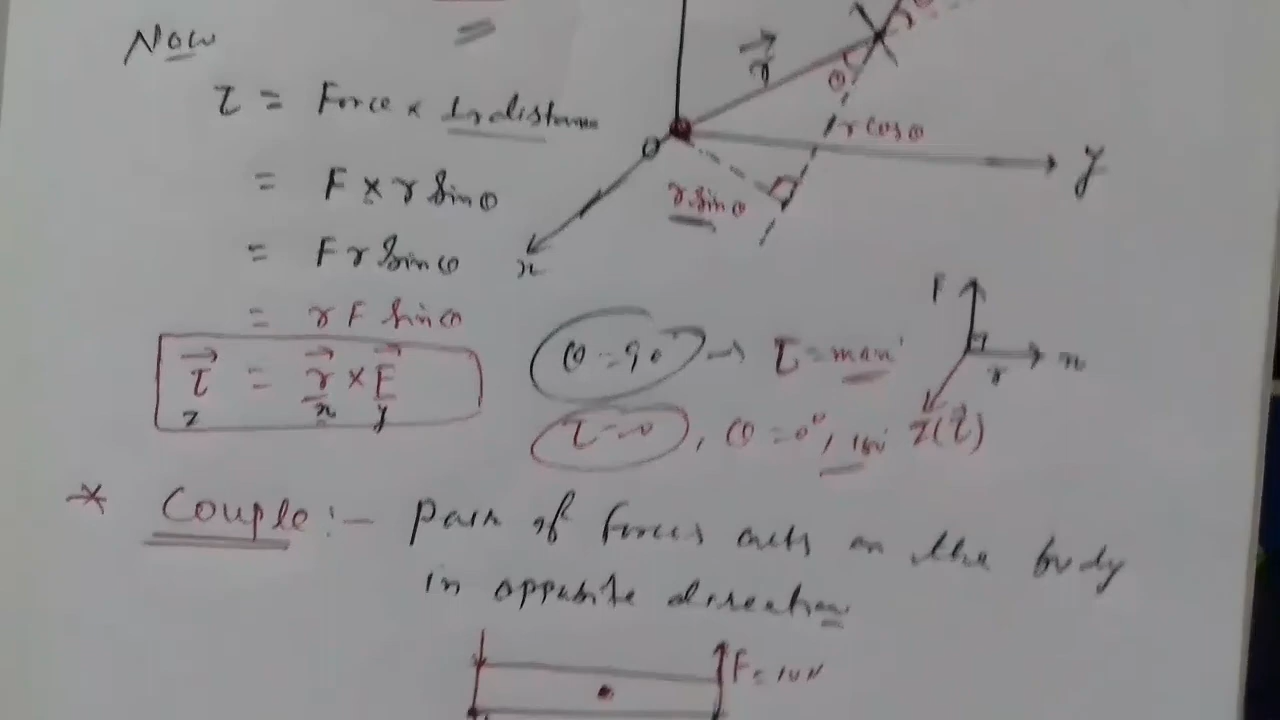 Now
τ = Force × ⊥r distance
= F × r sinθ
= F r sinθ
= r F sinθ
τ⃗ = r⃗ × F⃗
z x y
r⃗
θ
r cosθ
r sinθ
O
y
x
θ = 90 → τ = max'
τ → 0, θ = 0°, 180
F
r
x
z(τ⃗)
* Couple :- Pair of forces acts on the body
in opposite direction
F = 10N